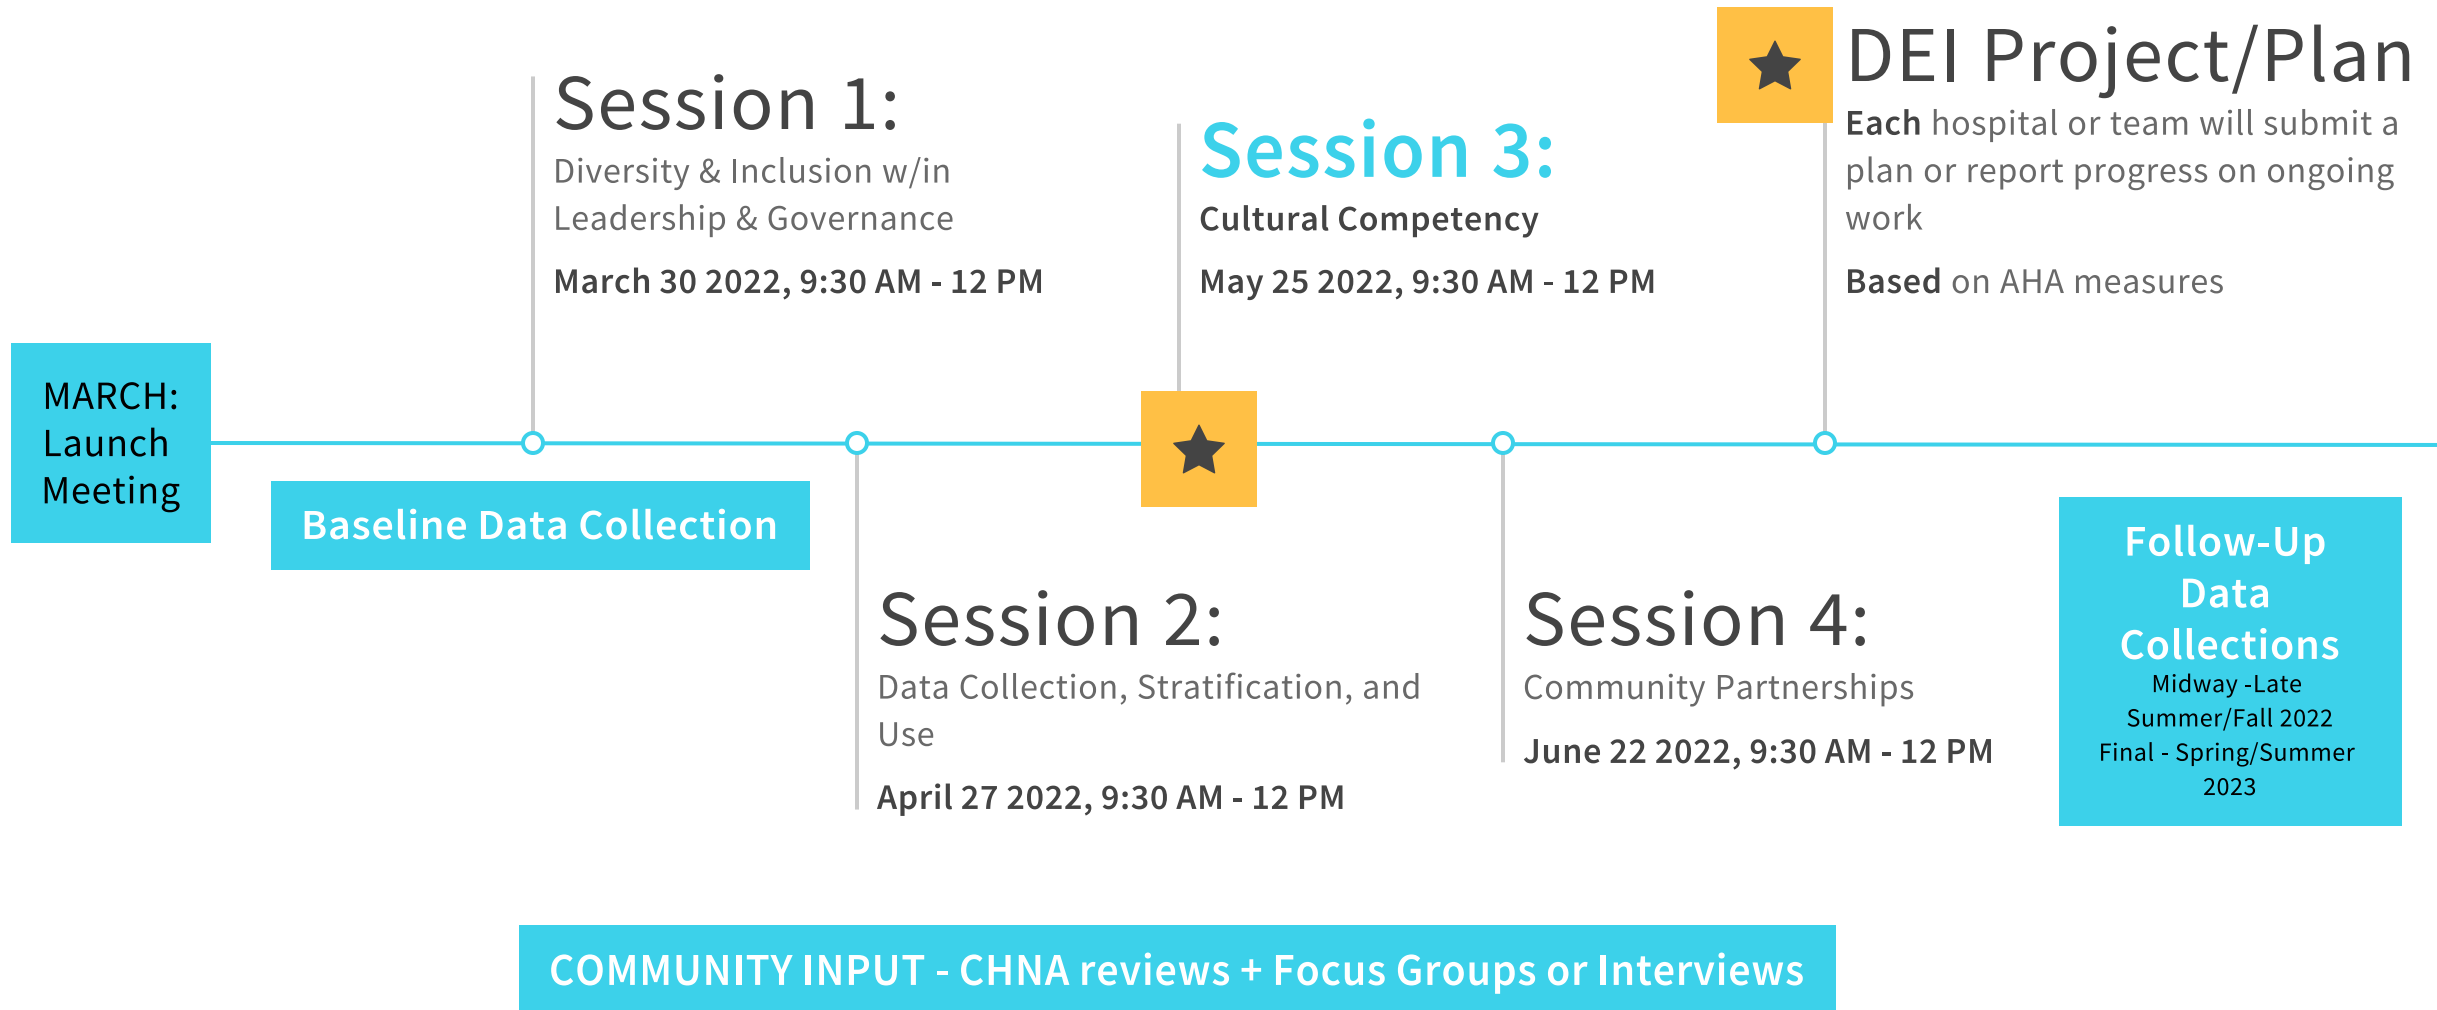 MARCH:
Launch
Meeting
Session 1:
Diversity & Inclusion w/in
Leadership & Governance
March 30 2022, 9:30 AM - 12 PM
Baseline Data Collection
Session 2:
Data Collection, Stratification, and
Use
April 27 2022, 9:30 AM - 12 PM
Session 3:
Cultural Competency
May 25 2022, 9:30 AM - 12 PM
Session 4:
Community Partnerships
June 22 2022, 9:30 AM - 12 PM
DEI Project/Plan
Each hospital or team will submit a
plan or report progress on ongoing
work
Based on AHA measures
Follow-Up
Data
Collections
Midway -Late
Summer/Fall 2022
Final - Spring/Summer
2023
COMMUNITY INPUT - CHNA reviews + Focus Groups or Interviews